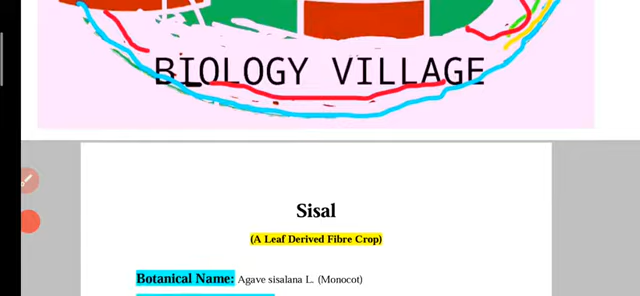 BIOLOGY VILLAGE
Sisal
(A Leaf Derived Fibre Crop)
Botanical Name: Agave sisalana L. (Monocot)